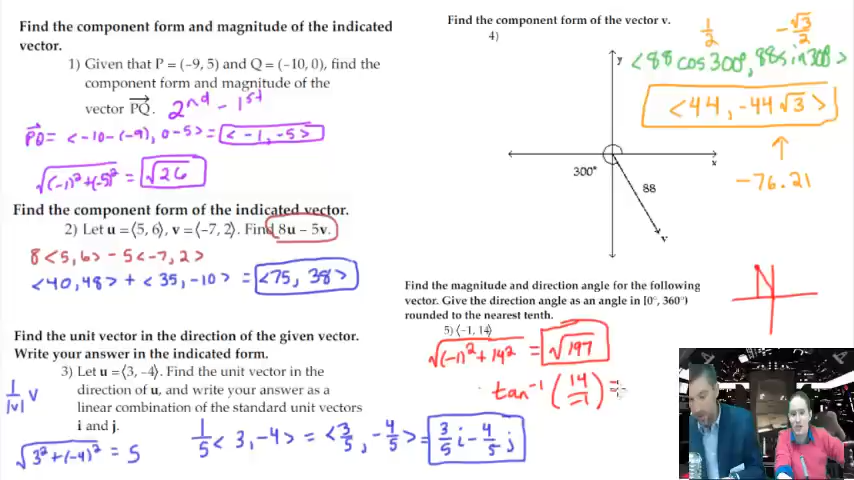 Find the component form and magnitude of the indicated
vector.
1) Given that P = (-9, 5) and Q = (-10, 0), find the
component form and magnitude of the
vector PQ. 2nd - 1st
PQ = <-10-(-9), 0-5> = <-1, -5>
√(-1)²+(-5)² = √26
Find the component form of the indicated vector.
2) Let u = ⟨5, 6⟩, v = ⟨-7, 2⟩. Find 8u - 5v.
8<5,6> - 5<-7,2>
<40,48> + <35,-10> = <75, 38>
Find the unit vector in the direction of the given vector.
Write your answer in the indicated form.
3) Let u = ⟨3, -4⟩. Find the unit vector in the
direction of u, and write your answer as a
linear combination of the standard unit vectors
i and j.
1/|v| v
√3²+(-4)² = 5
1/5 <3,-4> = <3/5, -4/5> = 3/5 i - 4/5 j
Find the component form of the vector v.
4)
1/2 -√3/2
<88 cos300°, 88 sin300°>
<44, -44√3>
↑
-76.21
y
x
300°
88
v
Find the magnitude and direction angle for the following
vector. Give the direction angle as an angle in [0°, 360°)
rounded to the nearest tenth.
5) ⟨-1, 14⟩
√(-1)²+14² = √197
tan⁻¹(14/-1) =